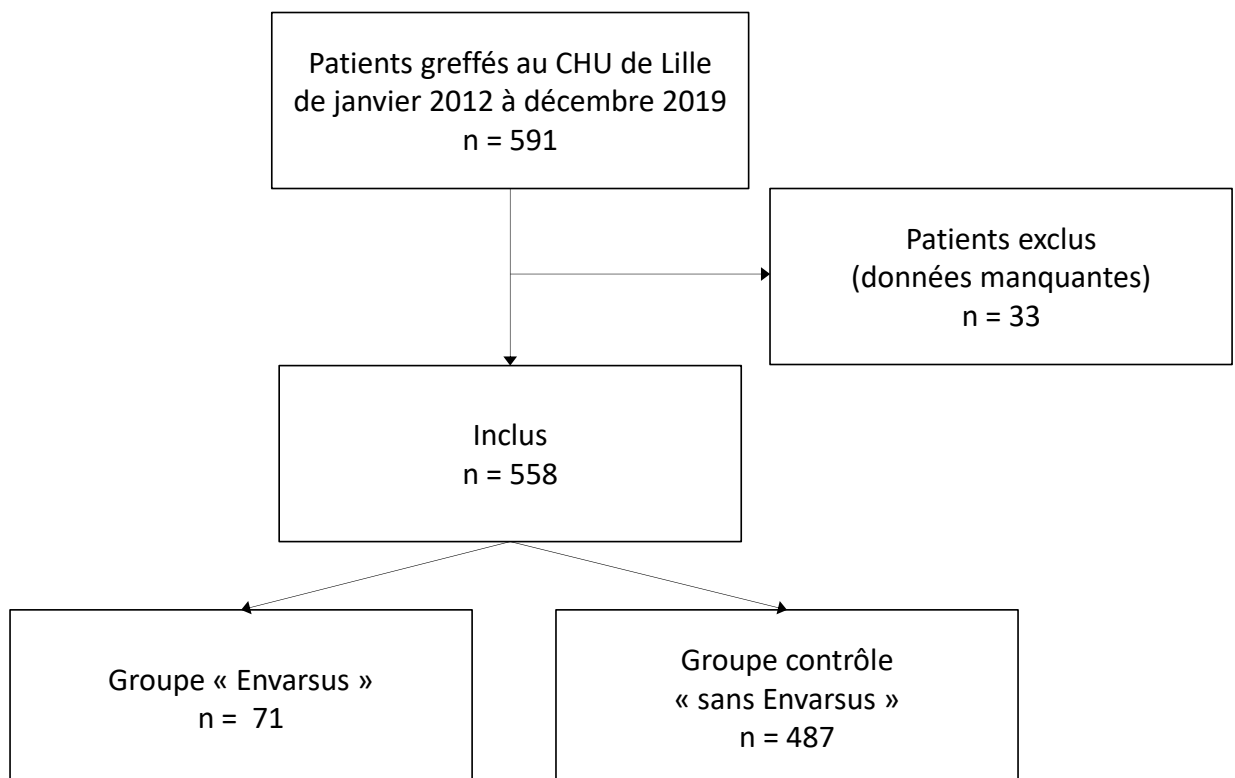 Patients greffés au CHU de Lille
de janvier 2012 à décembre 2019
n = 591
Patients exclus
(données manquantes)
n = 33
Inclus
n = 558
Groupe « Envarsus »
n =  71
Groupe contrôle
« sans Envarsus »
n = 487